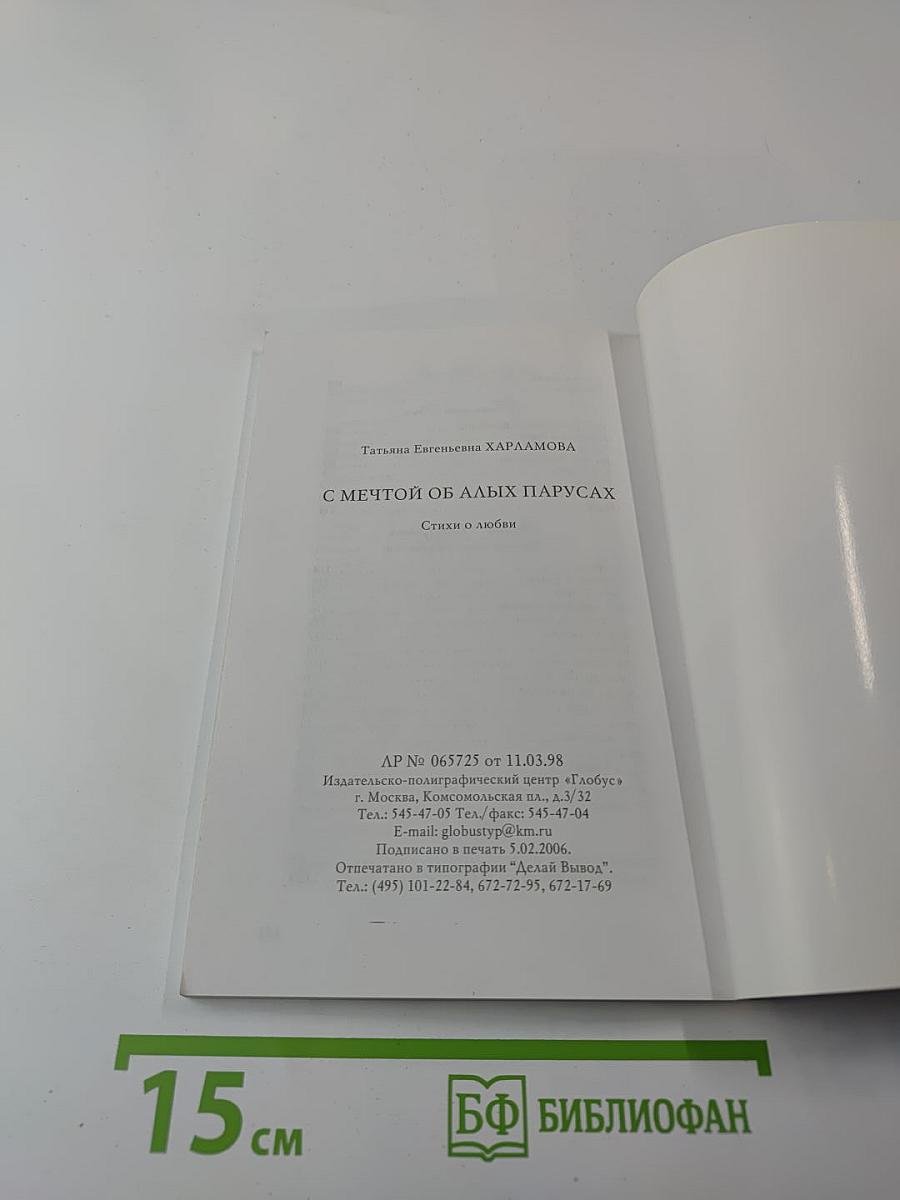 Татьяна Евгеньевна ХАРЛАМОВА
С МЕЧТОЙ ОБ АЛЫХ ПАРУСАХ
Стихи о любви
ЛР № 065725 от 11.03.98
Издательско-полиграфический центр «Глобус»
г. Москва, Комсомольская пл., д.3/32
Тел.: 545-47-05 Тел./факс: 545-47-04
E-mail: globustyp@km.ru
Подписано в печать 5.02.2006.
Отпечатано в типографии “Делай Вывод”.
Тел.: (495) 101-22-84, 672-72-95, 672-17-69
15 см
БФ БИБЛИОФАН